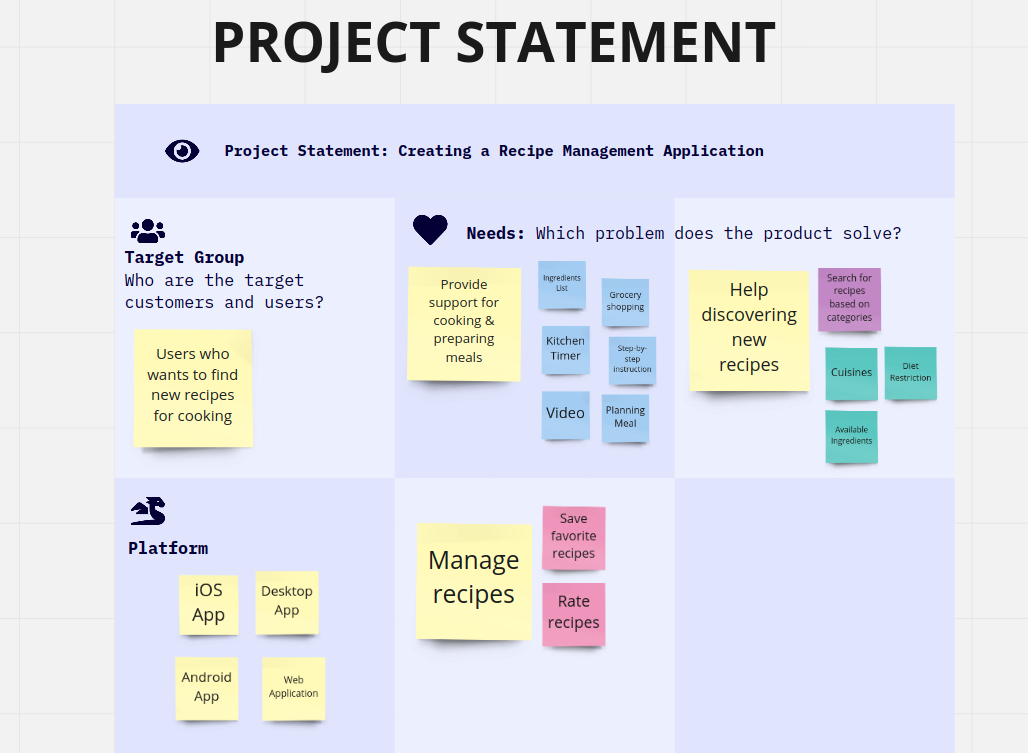 PROJECT STATEMENT
Project Statement: Creating a Recipe Management Application
Target Group
Who are the target
customers and users?
Users who
wants to find
new recipes
for cooking
Needs: Which problem does the product solve?
Provide
support for
cooking &
preparing
meals
Ingredients
List
Grocery
shopping
Kitchen
Timer
Step-by-
step
instruction
Video
Planning
Meal
Help
discovering
new
recipes
Search for
recipes
based on
categories
Cuisines
Diet
Restriction
Available
Ingredients
Platform
iOS
App
Desktop
App
Android
App
Web
Application
Manage
recipes
Save
favorite
recipes
Rate
recipes